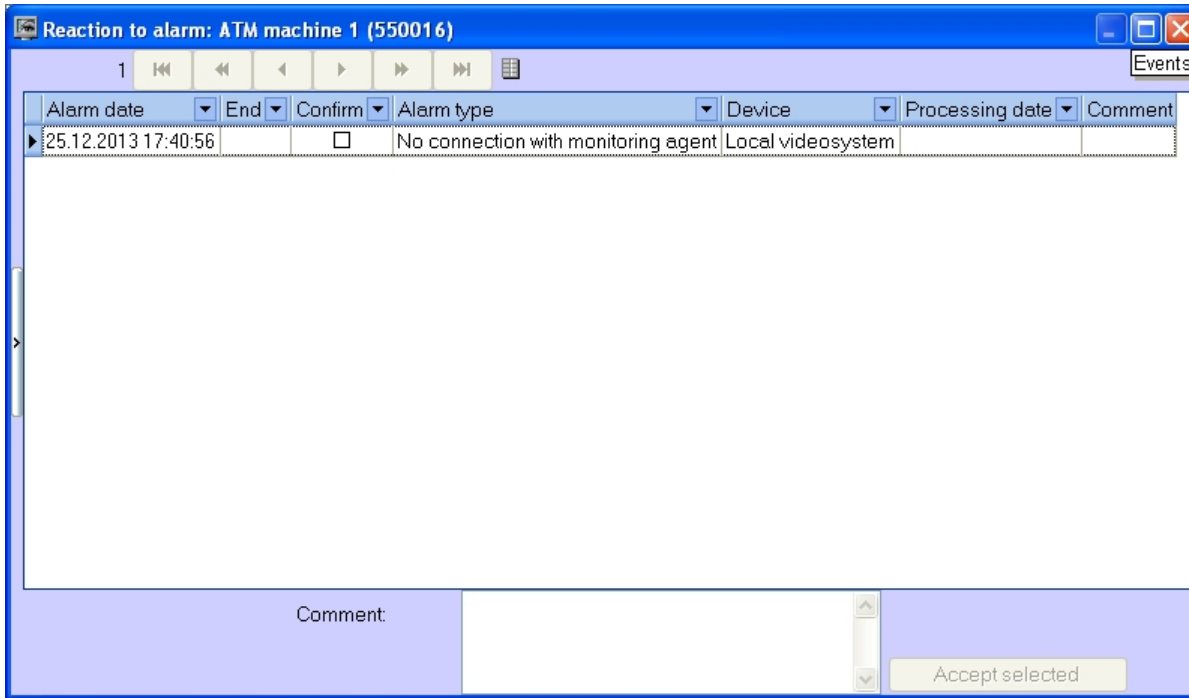 Reaction to alarm: ATM machine 1 (550016)
1
Events
Alarm date End Confirm Alarm type Device Processing date Comment
25.12.2013 17:40:56 No connection with monitoring agent Local videosystem
Comment:
Accept selected